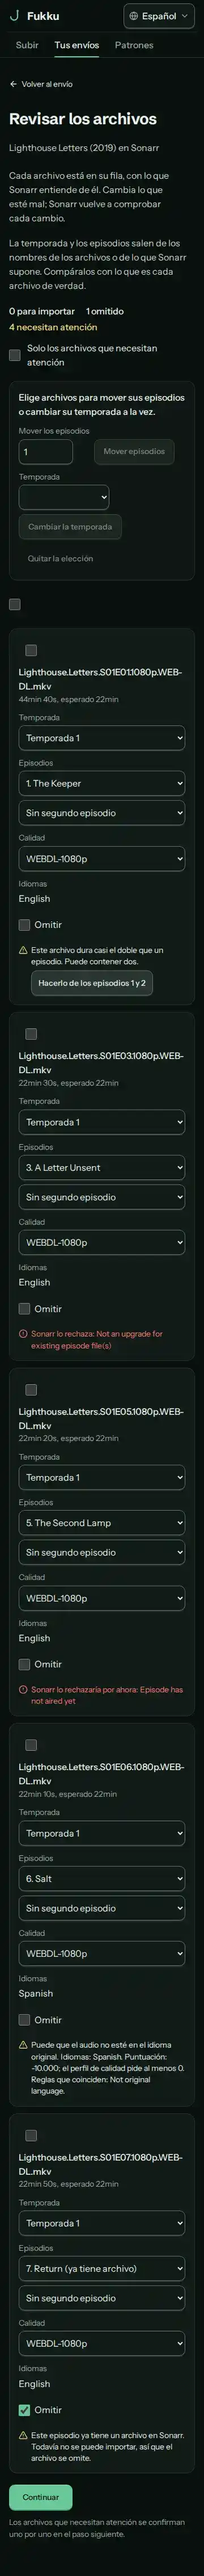 Fukku
Español
Subir
Tus envíos
Patrones
Volver al envío
Revisar los archivos
Lighthouse Letters (2019) en Sonarr
Cada archivo está en su fila, con lo que
Sonarr entiende de él. Cambia lo que
esté mal; Sonarr vuelve a comprobar
cada cambio.
La temporada y los episodios salen de los
nombres de los archivos o de lo que Sonarr
supone. Compáralos con lo que es cada
archivo de verdad.
0 para importar
1 omitido
4 necesitan atención
Solo los archivos que necesitan
atención
Elige archivos para mover sus episodios
o cambiar su temporada a la vez.
Mover los episodios
1
Mover episodios
Temporada
Cambiar la temporada
Quitar la elección
Lighthouse.Letters.S01E01.1080p.WEB-
DL.mkv
44min 40s, esperado 22min
Temporada
Temporada 1
Episodios
1. The Keeper
Sin segundo episodio
Calidad
WEBDL-1080p
Idiomas
English
Omitir
Este archivo dura casi el doble que un
episodio. Puede contener dos.
Hacerlo de los episodios 1 y 2
Lighthouse.Letters.S01E03.1080p.WEB-
DL.mkv
22min 30s, esperado 22min
Temporada
Temporada 1
Episodios
3. A Letter Unsent
Sin segundo episodio
Calidad
WEBDL-1080p
Idiomas
English
Omitir
Sonarr lo rechaza: Not an upgrade for
existing episode file(s)
Lighthouse.Letters.S01E05.1080p.WEB-
DL.mkv
22min 20s, esperado 22min
Temporada
Temporada 1
Episodios
5. The Second Lamp
Sin segundo episodio
Calidad
WEBDL-1080p
Idiomas
English
Omitir
Sonarr lo rechazaría por ahora: Episode has
not aired yet
Lighthouse.Letters.S01E06.1080p.WEB-
DL.mkv
22min 10s, esperado 22min
Temporada
Temporada 1
Episodios
6. Salt
Sin segundo episodio
Calidad
WEBDL-1080p
Idiomas
Spanish
Omitir
Puede que el audio no esté en el idioma
original. Idiomas: Spanish. Puntuación:
-10.000; el perfil de calidad pide al menos 0.
Reglas que coinciden: Not original
language.
Lighthouse.Letters.S01E07.1080p.WEB-
DL.mkv
22min 50s, esperado 22min
Temporada
Temporada 1
Episodios
7. Return (ya tiene archivo)
Sin segundo episodio
Calidad
WEBDL-1080p
Idiomas
English
Omitir
Este episodio ya tiene un archivo en Sonarr.
Todavía no se puede importar, así que el
archivo se omite.
Continuar
Los archivos que necesitan atención se confirman
uno por uno en el paso siguiente.